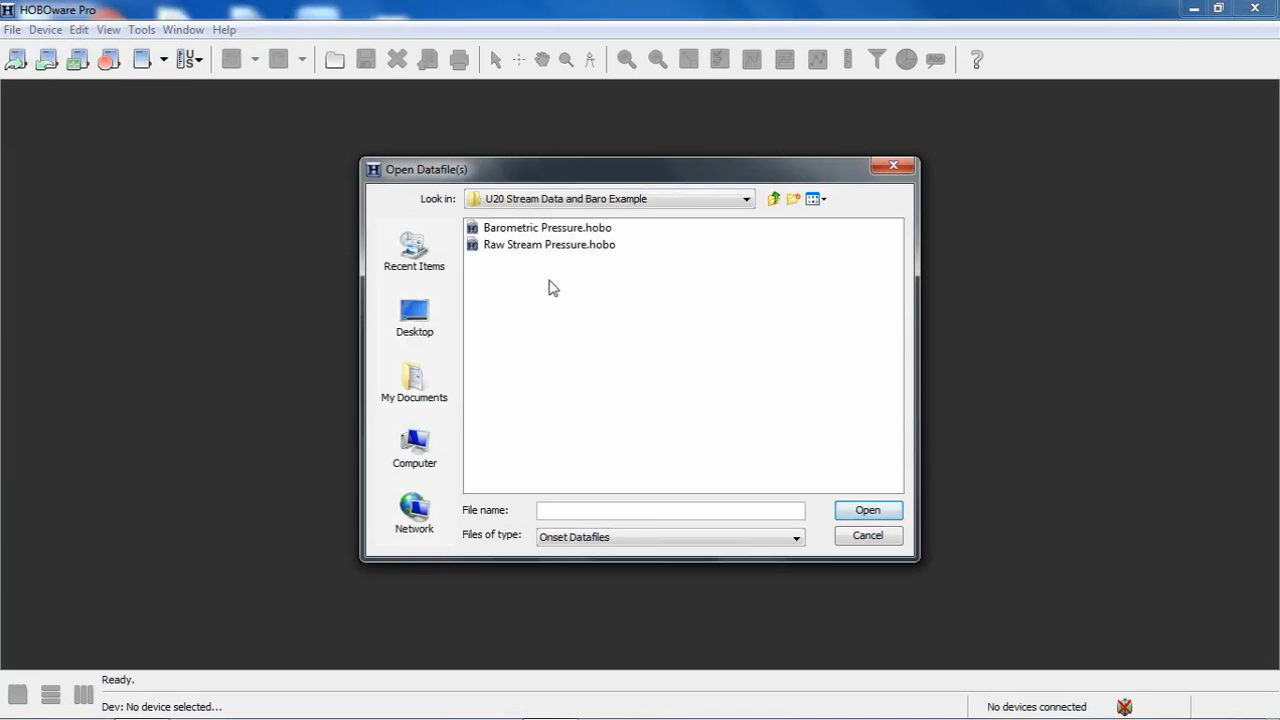 HOBOware Pro
File Device Edit View Tools Window Help
Open Datafile(s)
Look in: U20 Stream Data and Baro Example
Barometric Pressure.hobo
Raw Stream Pressure.hobo
Recent Items
Desktop
My Documents
Computer
Network
File name: Open
Files of type: Onset Datafiles Cancel
Ready.
Dev: No device selected... No devices connected